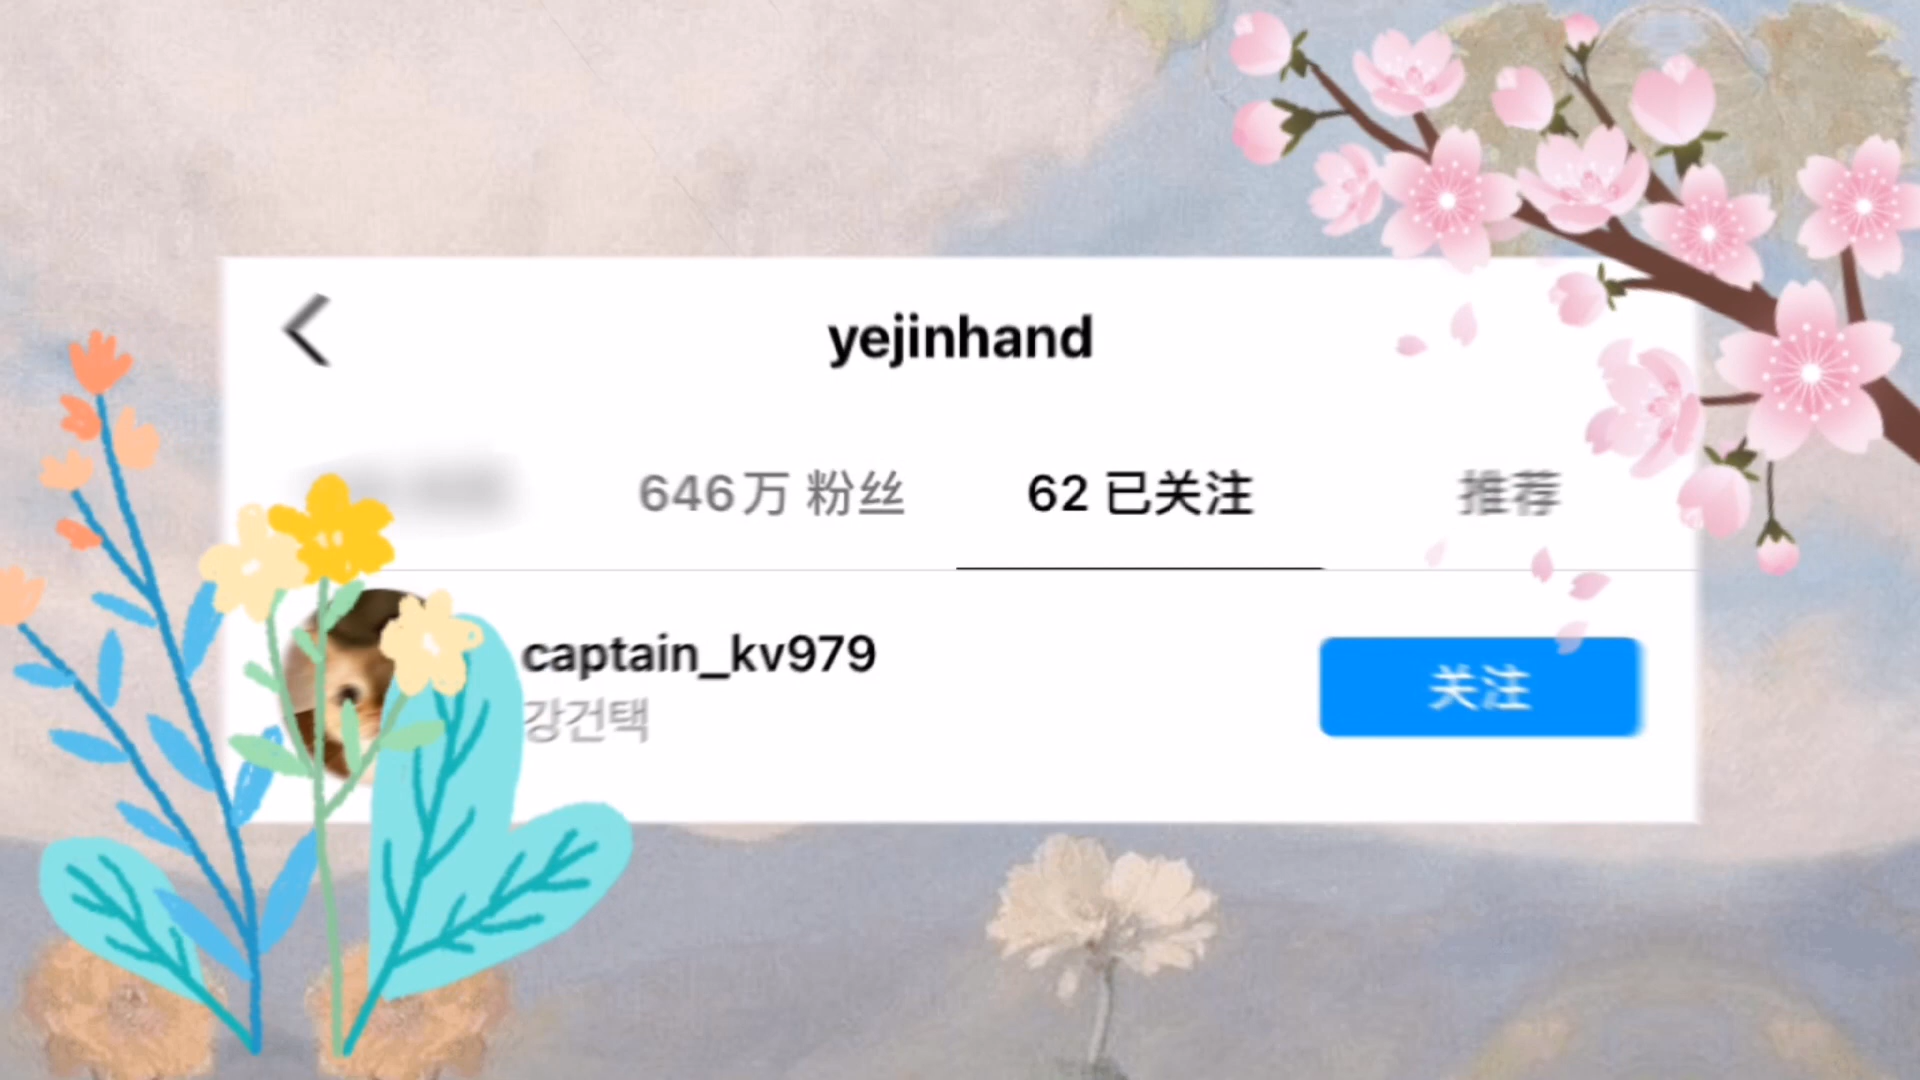 yejinhand
646万 粉丝
62 已关注
推荐
captain_kv979
강건택
关注